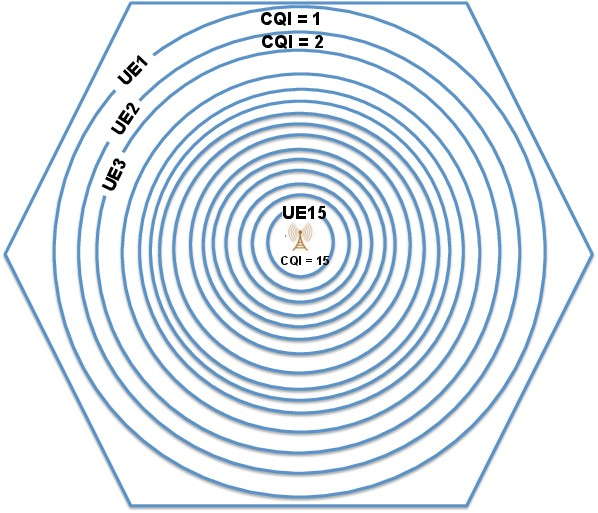 CQI = 1
CQI = 2
UE1
UE2
UE3
UE15
CQI = 15